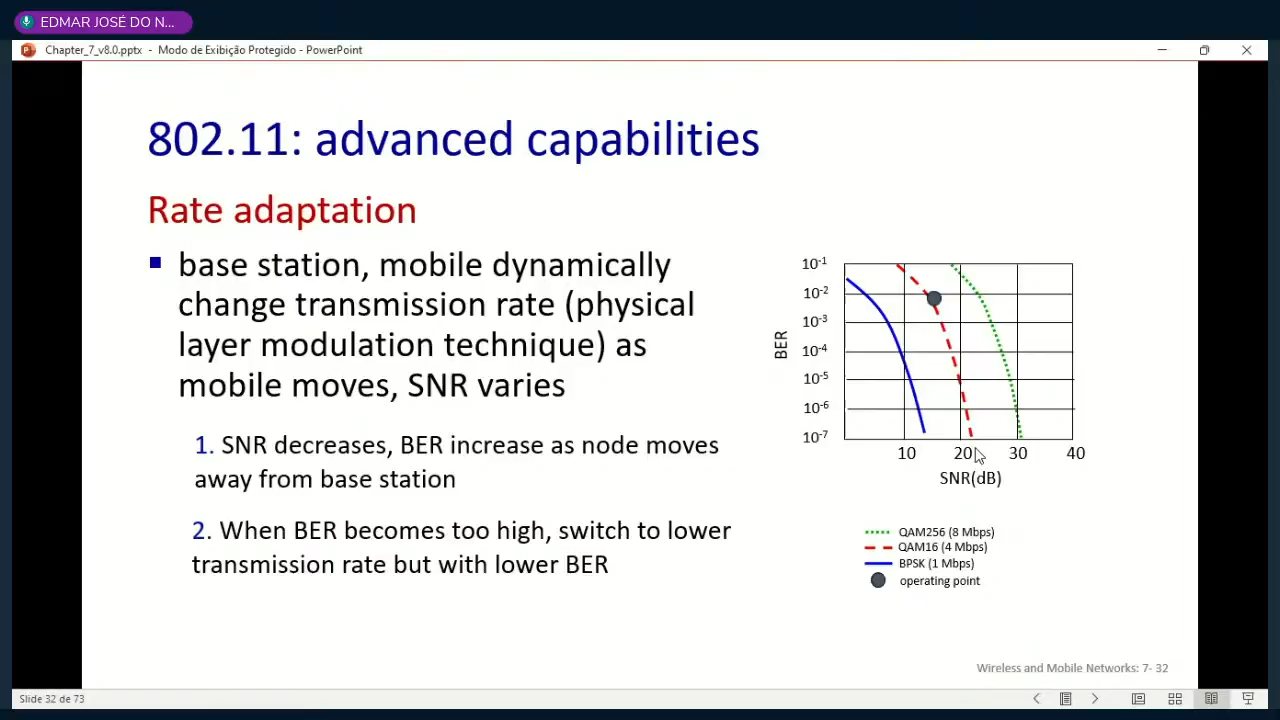 EDMAR JOSÉ DO N...
Chapter_7_v8.0.pptx - Modo de Exibição Protegido - PowerPoint
802.11: advanced capabilities
Rate adaptation
base station, mobile dynamically
change transmission rate (physical
layer modulation technique) as
mobile moves, SNR varies
1. SNR decreases, BER increase as node moves
away from base station
2. When BER becomes too high, switch to lower
transmission rate but with lower BER
BER
10-1
10-2
10-3
10-4
10-5
10-6
10-7
10 20 30 40
SNR(dB)
QAM256 (8 Mbps)
QAM16 (4 Mbps)
BPSK (1 Mbps)
operating point
Wireless and Mobile Networks: 7- 32
Slide 32 de 73